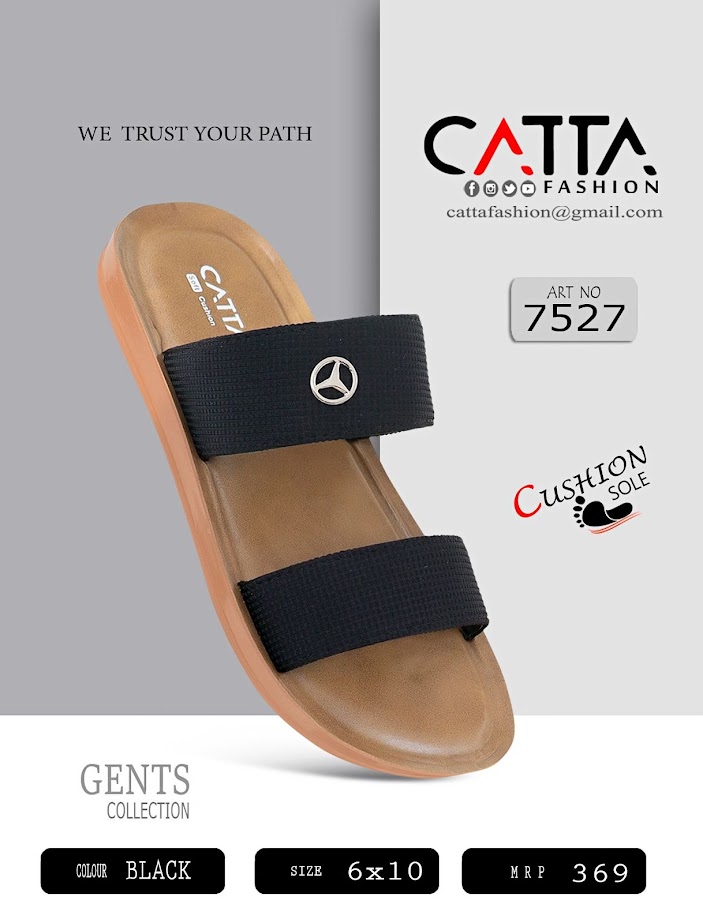 WE TRUST YOUR PATH
CATTA
FASHION
cattafashion@gmail.com
ART NO
7527
CATTA
Soft Cushion
CUSHION
SOLE
GENTS
COLLECTION
COLOUR BLACK
SIZE 6x10
MRP 369